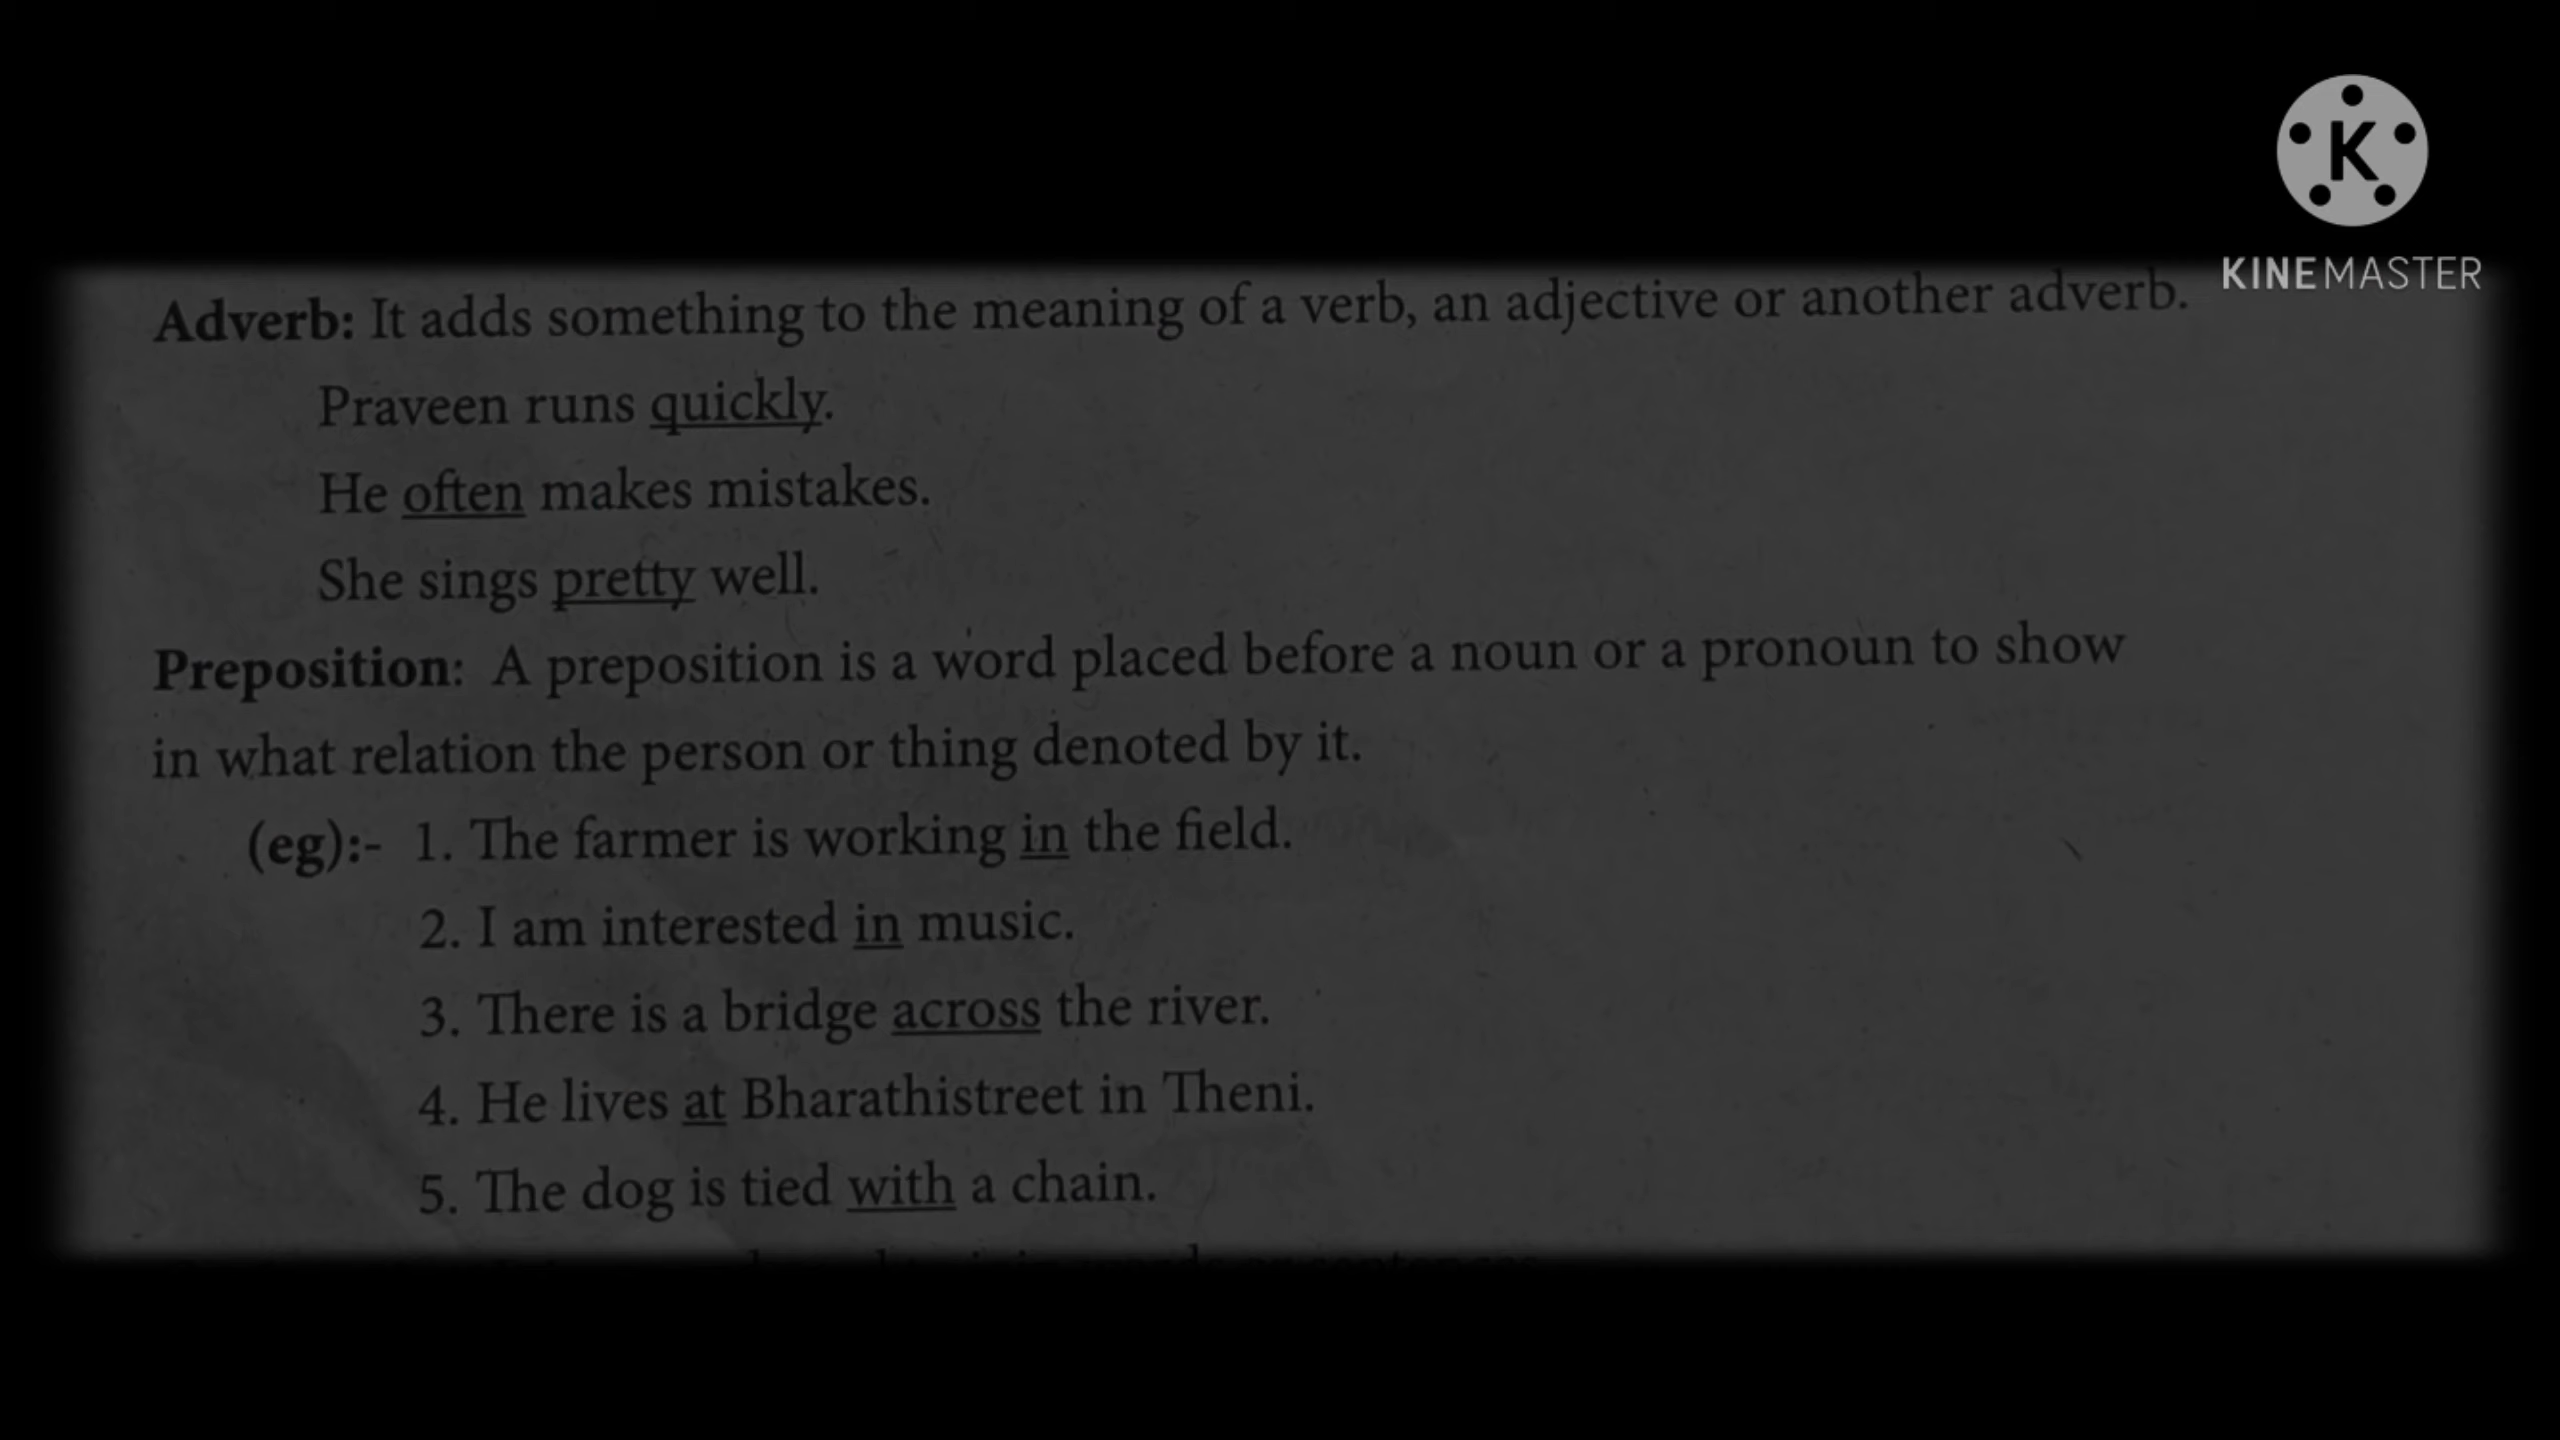 KINEMASTER
Adverb: It adds something to the meaning of a verb, an adjective or another adverb.
Praveen runs quickly.
He often makes mistakes.
She sings pretty well.
Preposition: A preposition is a word placed before a noun or a pronoun to show
in what relation the person or thing denoted by it.
(eg):- 1. The farmer is working in the field.
2. I am interested in music.
3. There is a bridge across the river.
4. He lives at Bharathistreet in Theni.
5. The dog is tied with a chain.
words or sentences